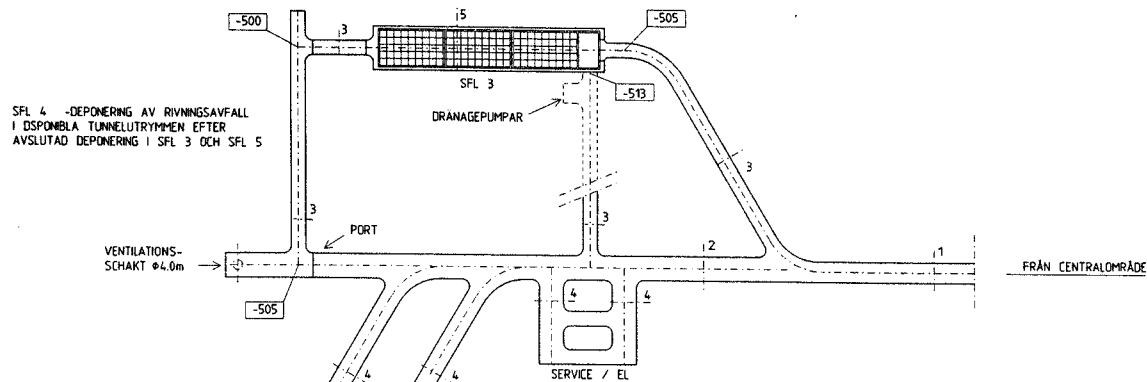 -500
3
5
-505
SFL 3
-513
DRÄNAGEPUMPAR
SFL 4 -DEPONERING AV RIVNINGSAVFALL
I DSPONIBLA TUNNELUTRYMMEN EFTER
AVSLUTAD DEPONERING I SFL 3 OCH SFL 5
3
3
3
PORT
2
1
VENTILATIONS-
SCHAKT Φ4.0m
FRÅN CENTRALOMRÅDE
-505
4
4
4
4
SERVICE / EL